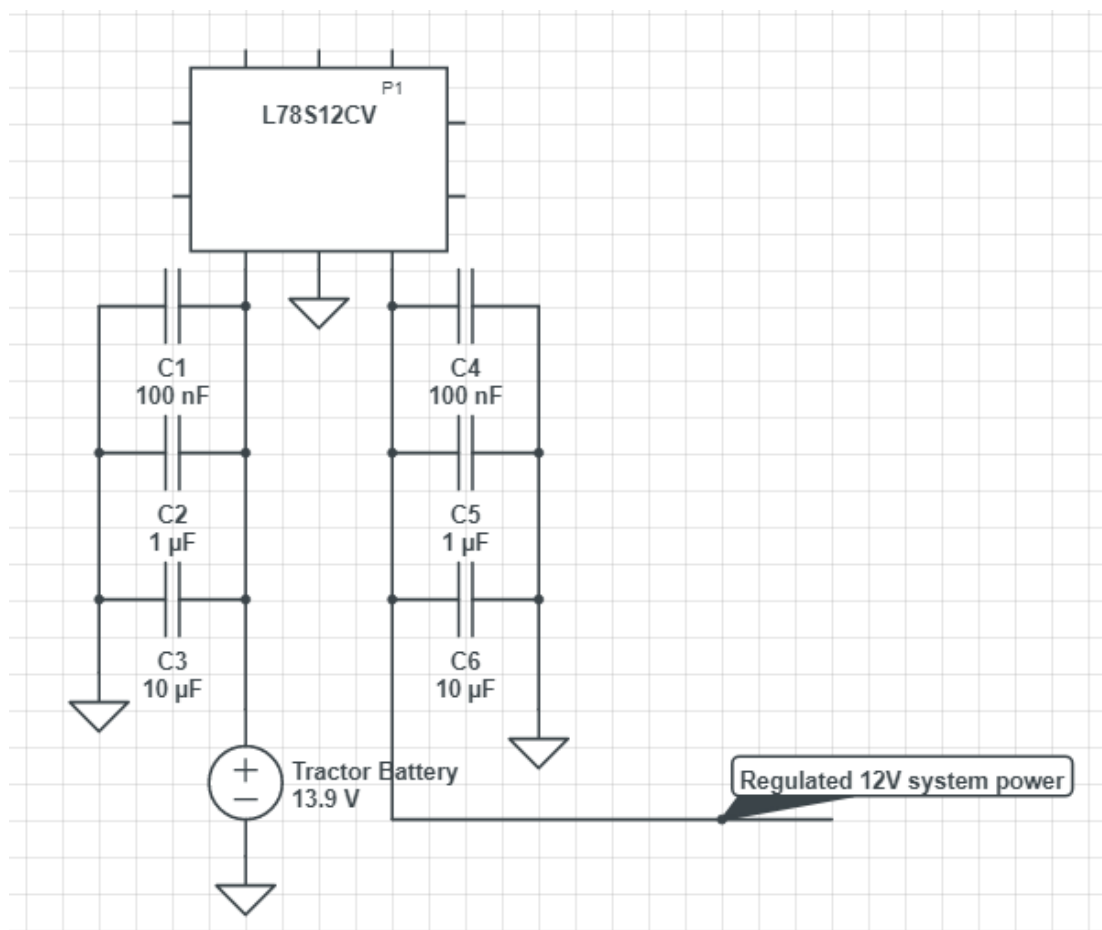 P1
L78S12CV
C1
100 nF
C4
100 nF
C2
1 µF
C5
1 µF
C3
10 µF
C6
10 µF
Tractor Battery
13.9 V
Regulated 12V system power